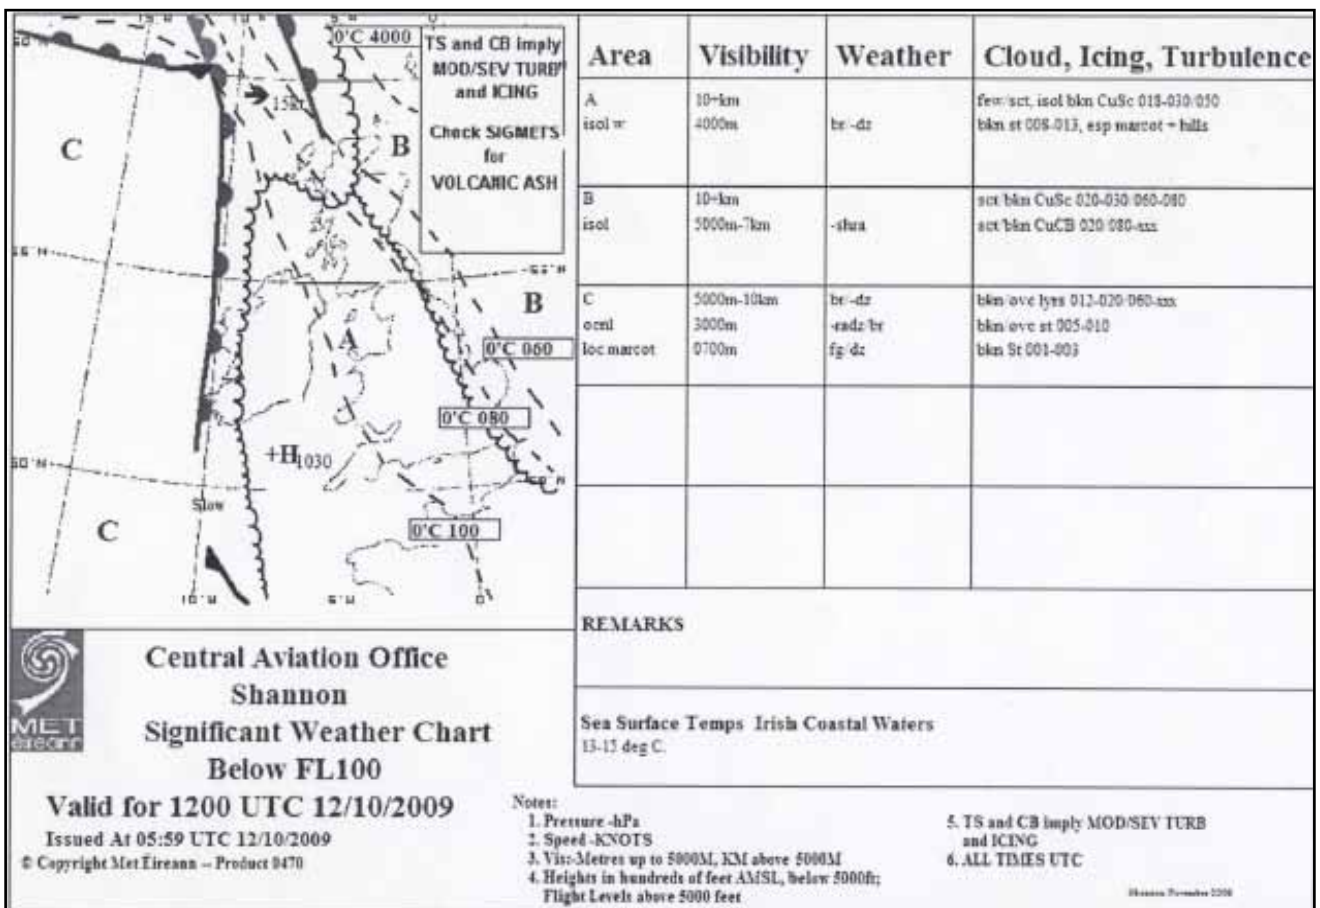 0°C 4000
TS and CB imply
MOD/SEV TURB
and ICING
Check SIGMETS
for
VOLCANIC ASH
15kt
C
B
B
A
0°C 060
0°C 080
+H 1030
Slow
C
0°C 100
10 W
5 W
0
Area Visibility Weather Cloud, Icing, Turbulence
A 10+km few/sct, isol bkn CuSc 018-030/050
isol w 4000m br/-dz bkn st 008-013, esp marcot + hills
B 10+km sct/bkn CuSc 020-030/060-080
isol 5000m-7km -shra sct/bkn CuCB 020/080-xxx
C 5000m-10km br/-dz bkn/ovc lyrs 012-020/060-xxx
ocnl 3000m -radz/br bkn/ovc st 005-010
loc marcot 0700m fg/dz bkn St 001-003
REMARKS
Sea Surface Temps Irish Coastal Waters
13-15 deg C.
MET
éireann
Central Aviation Office
Shannon
Significant Weather Chart
Below FL100
Valid for 1200 UTC 12/10/2009
Issued At 05:59 UTC 12/10/2009
© Copyright Met Éireann -- Product 0470
Notes:
1. Pressure -hPa
2. Speed -KNOTS
3. Vis:-Metres up to 5000M, KM above 5000M
4. Heights in hundreds of feet AMSL, below 5000ft;
Flight Levels above 5000 feet
5. TS and CB imply MOD/SEV TURB
and ICING
6. ALL TIMES UTC
Shannon